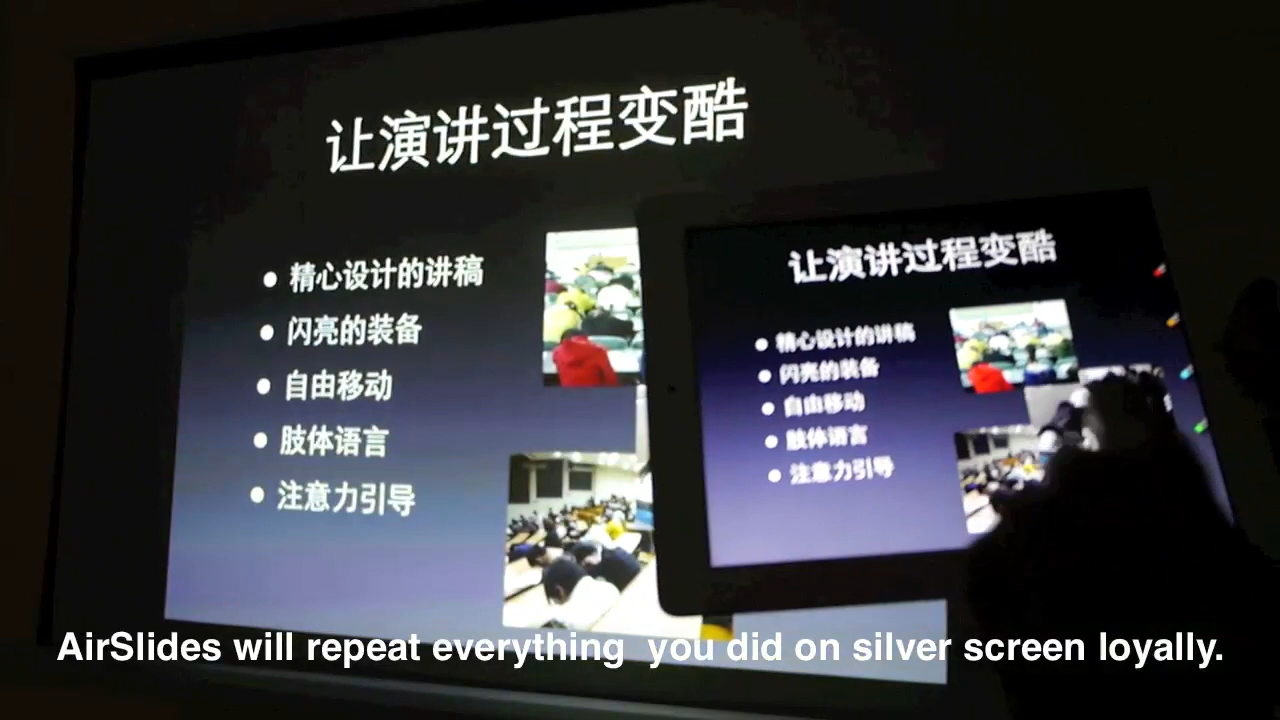 让演讲过程变酷
精心设计的讲稿
闪亮的装备
自由移动
肢体语言
注意力引导
让演讲过程变酷
精心设计的讲稿
闪亮的装备
自由移动
肢体语言
注意力引导
AirSlides will repeat everything  you did on silver screen loyally.